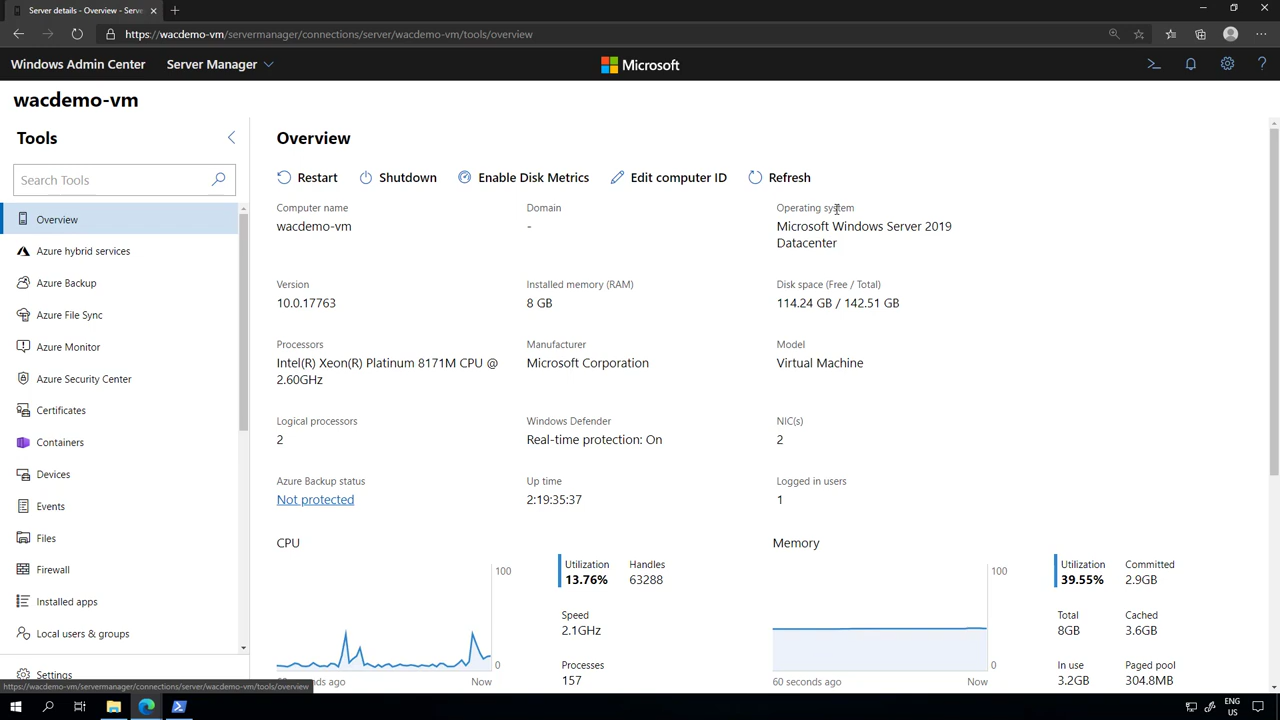 Server details - Overview - Serve
https://wacdemo-vm/servermanager/connections/server/wacdemo-vm/tools/overview
Windows Admin Center
Server Manager
Microsoft
wacdemo-vm
Tools
Search Tools
Overview
Azure hybrid services
Azure Backup
Azure File Sync
Azure Monitor
Azure Security Center
Certificates
Containers
Devices
Events
Files
Firewall
Installed apps
Local users & groups
Settings
https://wacdemo-vm/servermanager/connections/server/wacdemo-vm/tools/overview
Overview
Restart
Shutdown
Enable Disk Metrics
Edit computer ID
Refresh
Computer name
wacdemo-vm
Domain
-
Operating system
Microsoft Windows Server 2019
Datacenter
Version
10.0.17763
Installed memory (RAM)
8 GB
Disk space (Free / Total)
114.24 GB / 142.51 GB
Processors
Intel(R) Xeon(R) Platinum 8171M CPU @
2.60GHz
Manufacturer
Microsoft Corporation
Model
Virtual Machine
Logical processors
2
Windows Defender
Real-time protection: On
NIC(s)
2
Azure Backup status
Not protected
Up time
2:19:35:37
Logged in users
1
CPU
100
0
seconds ago
Now
Utilization
13.76%
Handles
63288
Speed
2.1GHz
Processes
157
Memory
100
0
60 seconds ago
Now
Utilization
39.55%
Committed
2.9GB
Total
8GB
Cached
3.6GB
In use
3.2GB
Paged pool
304.8MB
ENG
US